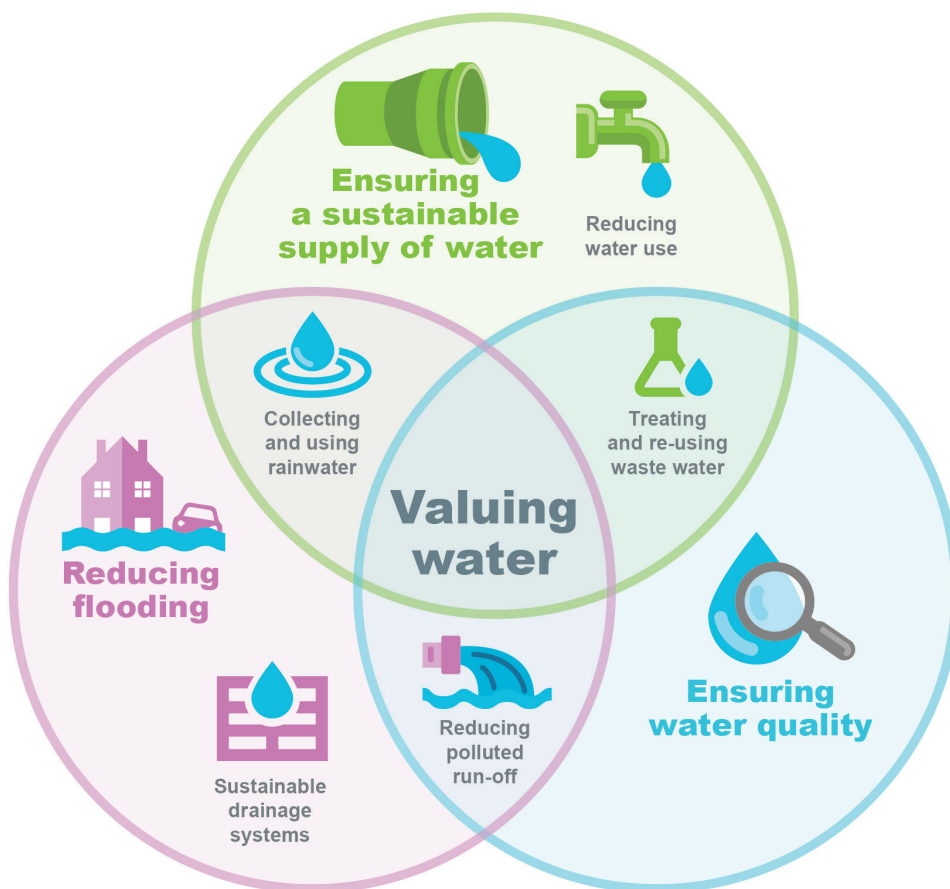 Ensuring
a sustainable
supply of water
Reducing
water use
Collecting
and using
rainwater
Treating
and re-using
waste water
Valuing
water
Reducing
flooding
Ensuring
water quality
Reducing
polluted
run-off
Sustainable
drainage
systems